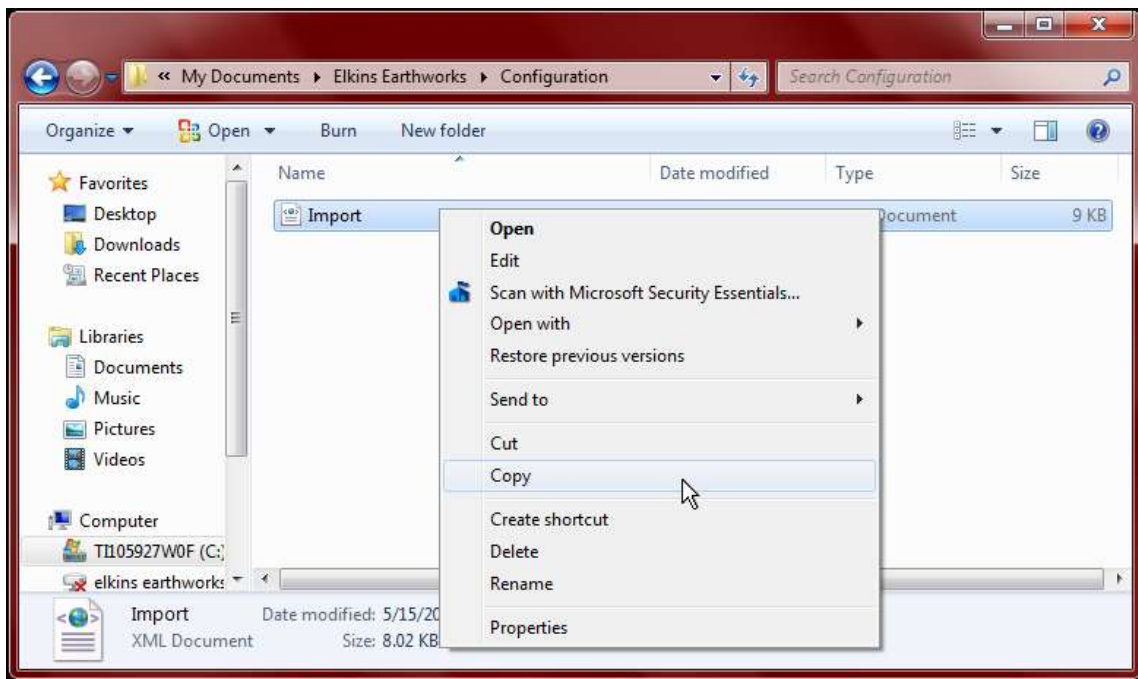 « My Documents ▸ Elkins Earthworks ▸ Configuration
Search Configuration
Organize ▾ Open ▾ Burn New folder
Name Date modified Type Size
Favorites
Desktop
Downloads
Recent Places
Libraries
Documents
Music
Pictures
Videos
Computer
TI105927W0F (C:)
elkins earthworks
Import Document 9 KB
Open
Edit
Scan with Microsoft Security Essentials...
Open with
Restore previous versions
Send to
Cut
Copy
Create shortcut
Delete
Rename
Properties
Import Date modified: 5/15/20
XML Document Size: 8.02 KB